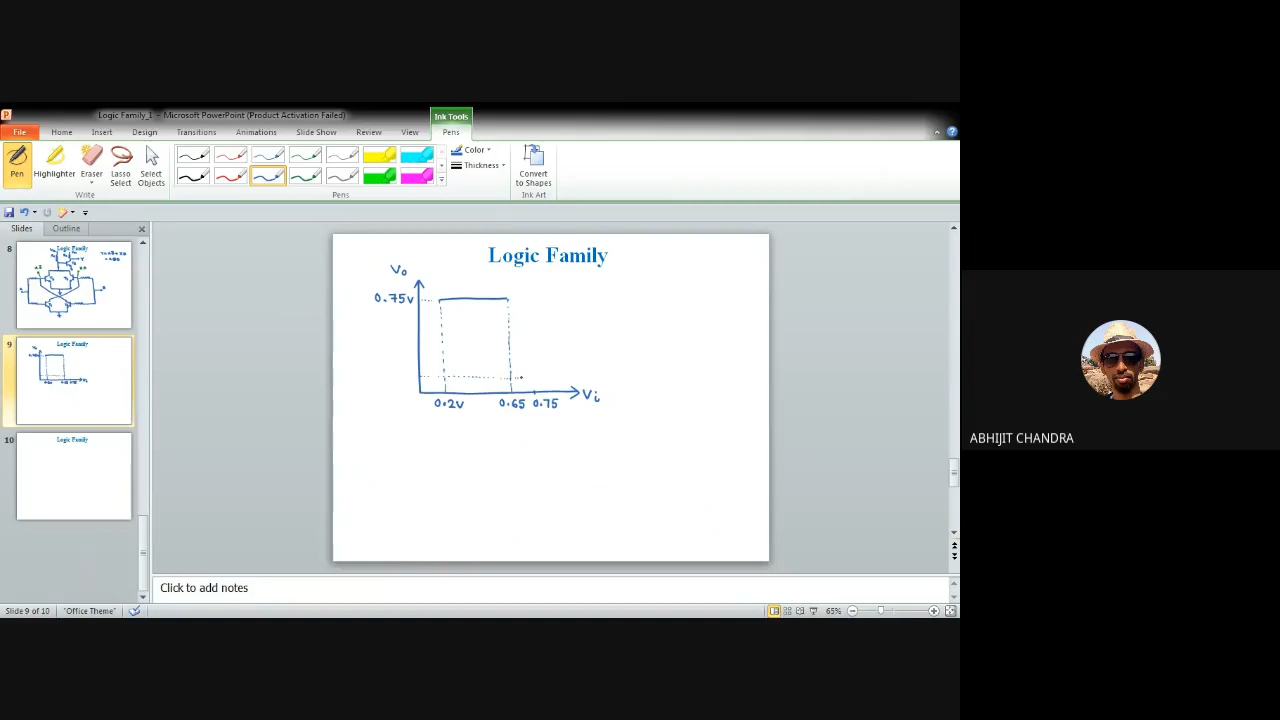 Logic Family_1 - Microsoft PowerPoint (Product Activation Failed)
Ink Tools
File
Home
Insert
Design
Transitions
Animations
Slide Show
Review
View
Pens
Pen
Highlighter
Eraser
Lasso Select
Select Objects
Color
Thickness
Convert to Shapes
Write
Pens
Ink Art
Slides
Outline
8
Logic Family
9
Logic Family
10
Logic Family
Logic Family
Vo
0.75V
0.2V
0.65
0.75
Vi
Click to add notes
Slide 9 of 10
"Office Theme"
65%
ABHIJIT CHANDRA